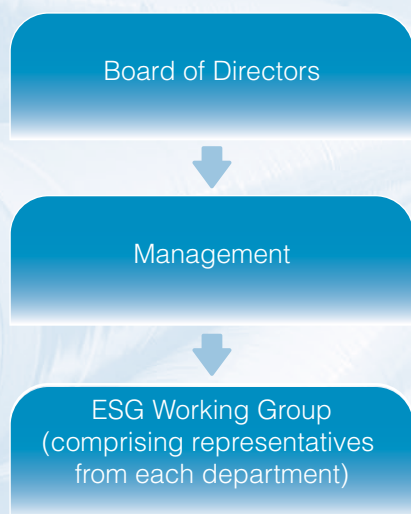 Board of Directors
Management
ESG Working Group
(comprising representatives
from each department)